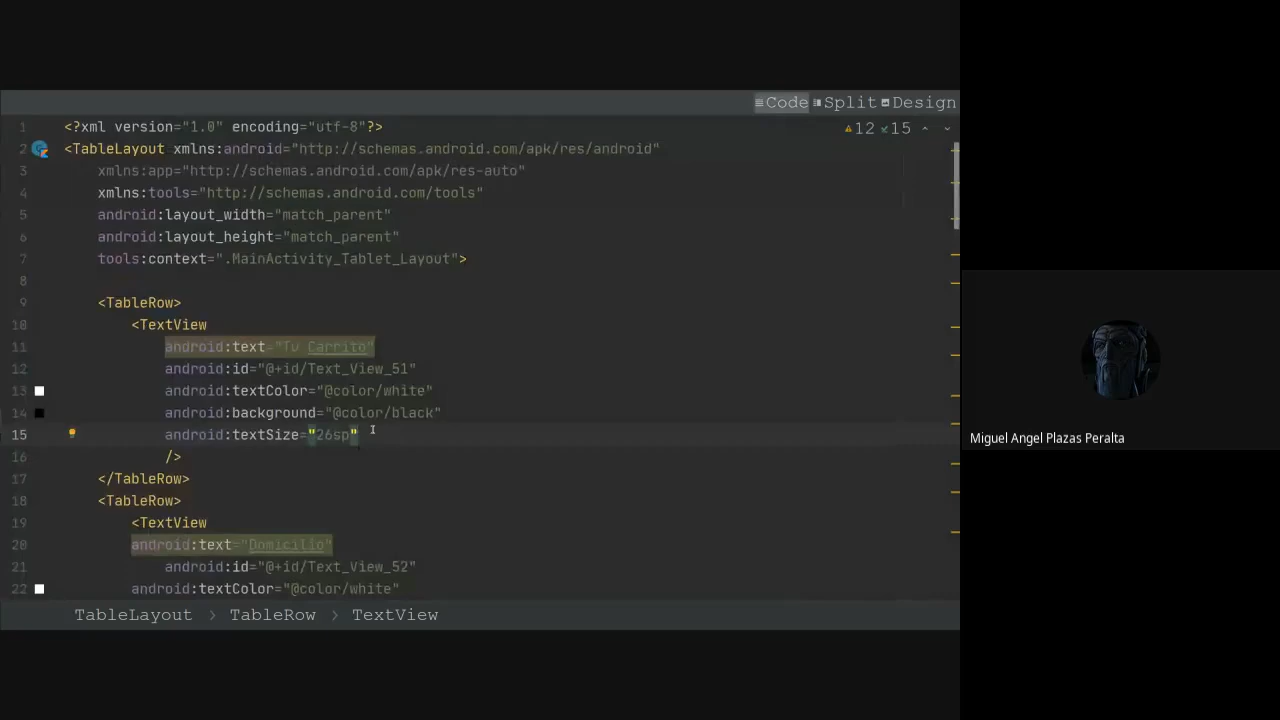 Code Split Design
12 15
1 <?xml version="1.0" encoding="utf-8"?>
2 <TableLayout xmlns:android="http://schemas.android.com/apk/res/android"
3 xmlns:app="http://schemas.android.com/apk/res-auto"
4 xmlns:tools="http://schemas.android.com/tools"
5 android:layout_width="match_parent"
6 android:layout_height="match_parent"
7 tools:context=".MainActivity_Tablet_Layout">
8
9 <TableRow>
10 <TextView
11 android:text="Tu Carrito"
12 android:id="@+id/Text_View_51"
13 android:textColor="@color/white"
14 android:background="@color/black"
15 android:textSize="26sp"
16 />
17 </TableRow>
18 <TableRow>
19 <TextView
20 android:text="Domicilio"
21 android:id="@+id/Text_View_52"
22 android:textColor="@color/white"
TableLayout > TableRow > TextView
Miguel Angel Plazas Peralta